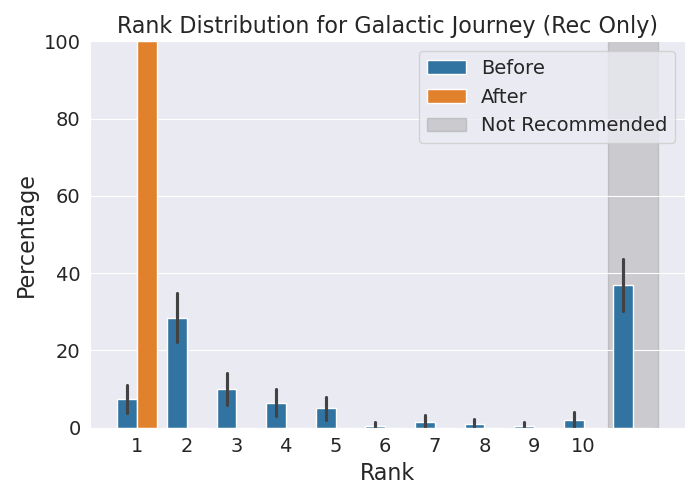 Rank Distribution for Galactic Journey (Rec Only)
100
80
60
40
20
0
Percentage
Before
After
Not Recommended
1 2 3 4 5 6 7 8 9 10
Rank